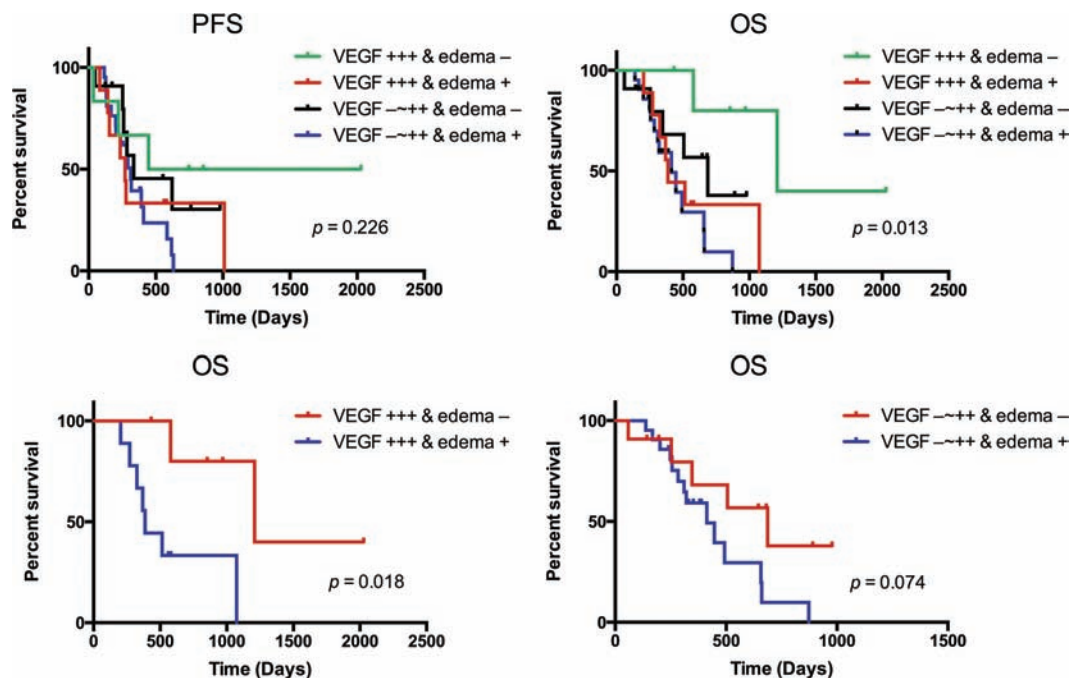 PFS
VEGF +++ & edema –
VEGF +++ & edema +
VEGF –~++ & edema –
VEGF –~++ & edema +
Percent survival
100
50
0
p = 0.226
0 500 1000 1500 2000 2500
Time (Days)
OS
VEGF +++ & edema –
VEGF +++ & edema +
VEGF –~++ & edema –
VEGF –~++ & edema +
Percent survival
100
50
0
p = 0.013
0 500 1000 1500 2000 2500
Time (Days)
OS
VEGF +++ & edema –
VEGF +++ & edema +
Percent survival
100
50
0
p = 0.018
0 500 1000 1500 2000 2500
Time (Days)
OS
VEGF –~++ & edema –
VEGF –~++ & edema +
Percent survival
100
50
0
p = 0.074
0 500 1000 1500
Time (Days)